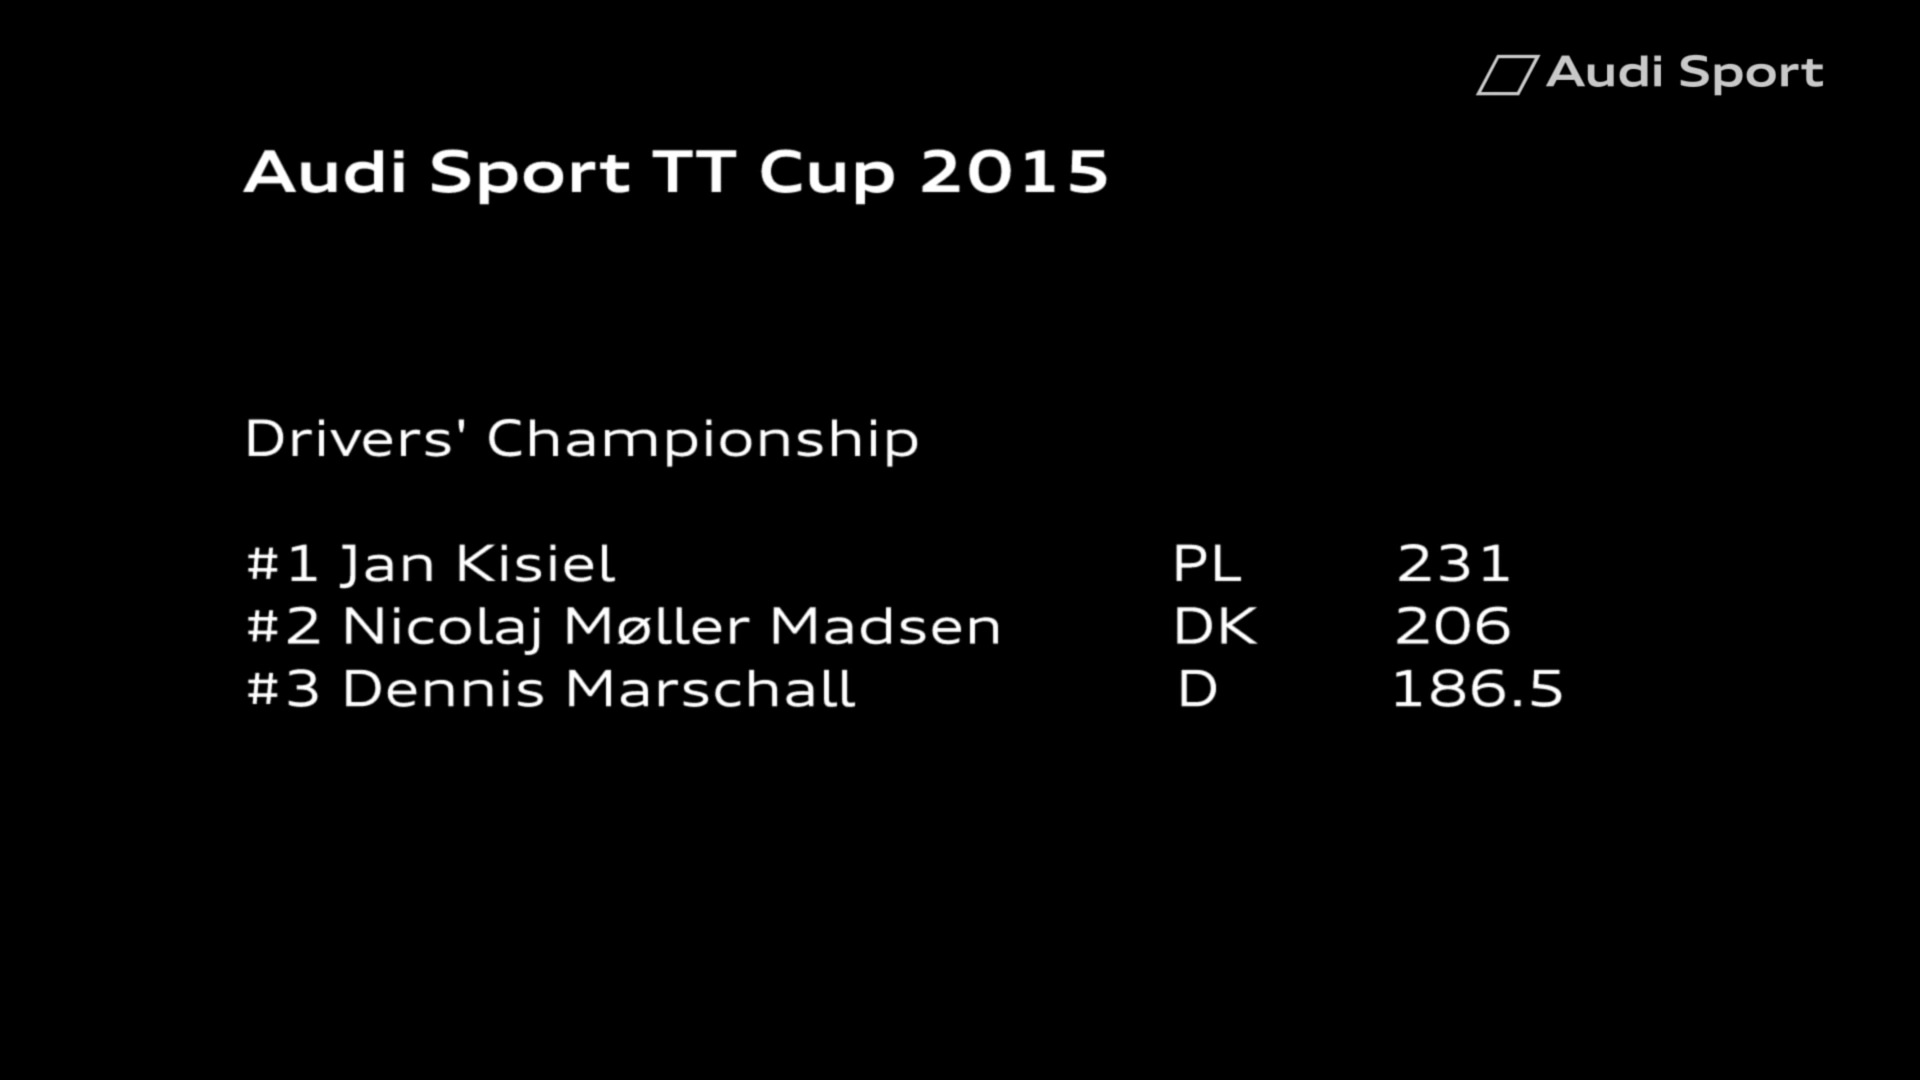 Audi Sport
Audi Sport TT Cup 2015
Drivers' Championship
#1 Jan Kisiel PL 231
#2 Nicolaj Møller Madsen DK 206
#3 Dennis Marschall D 186.5